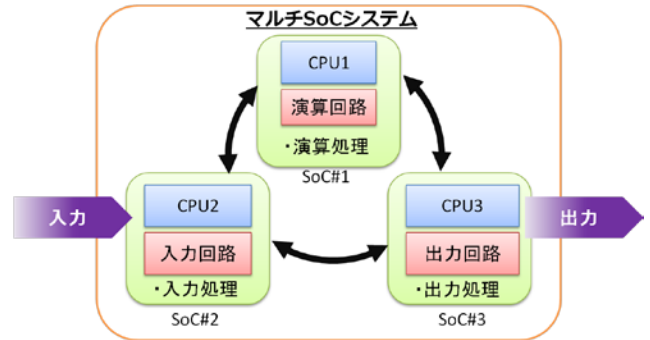 マルチSoCシステム
CPU1
演算回路
・演算処理
SoC#1
入力
CPU2
入力回路
・入力処理
SoC#2
CPU3
出力回路
・出力処理
SoC#3
出力